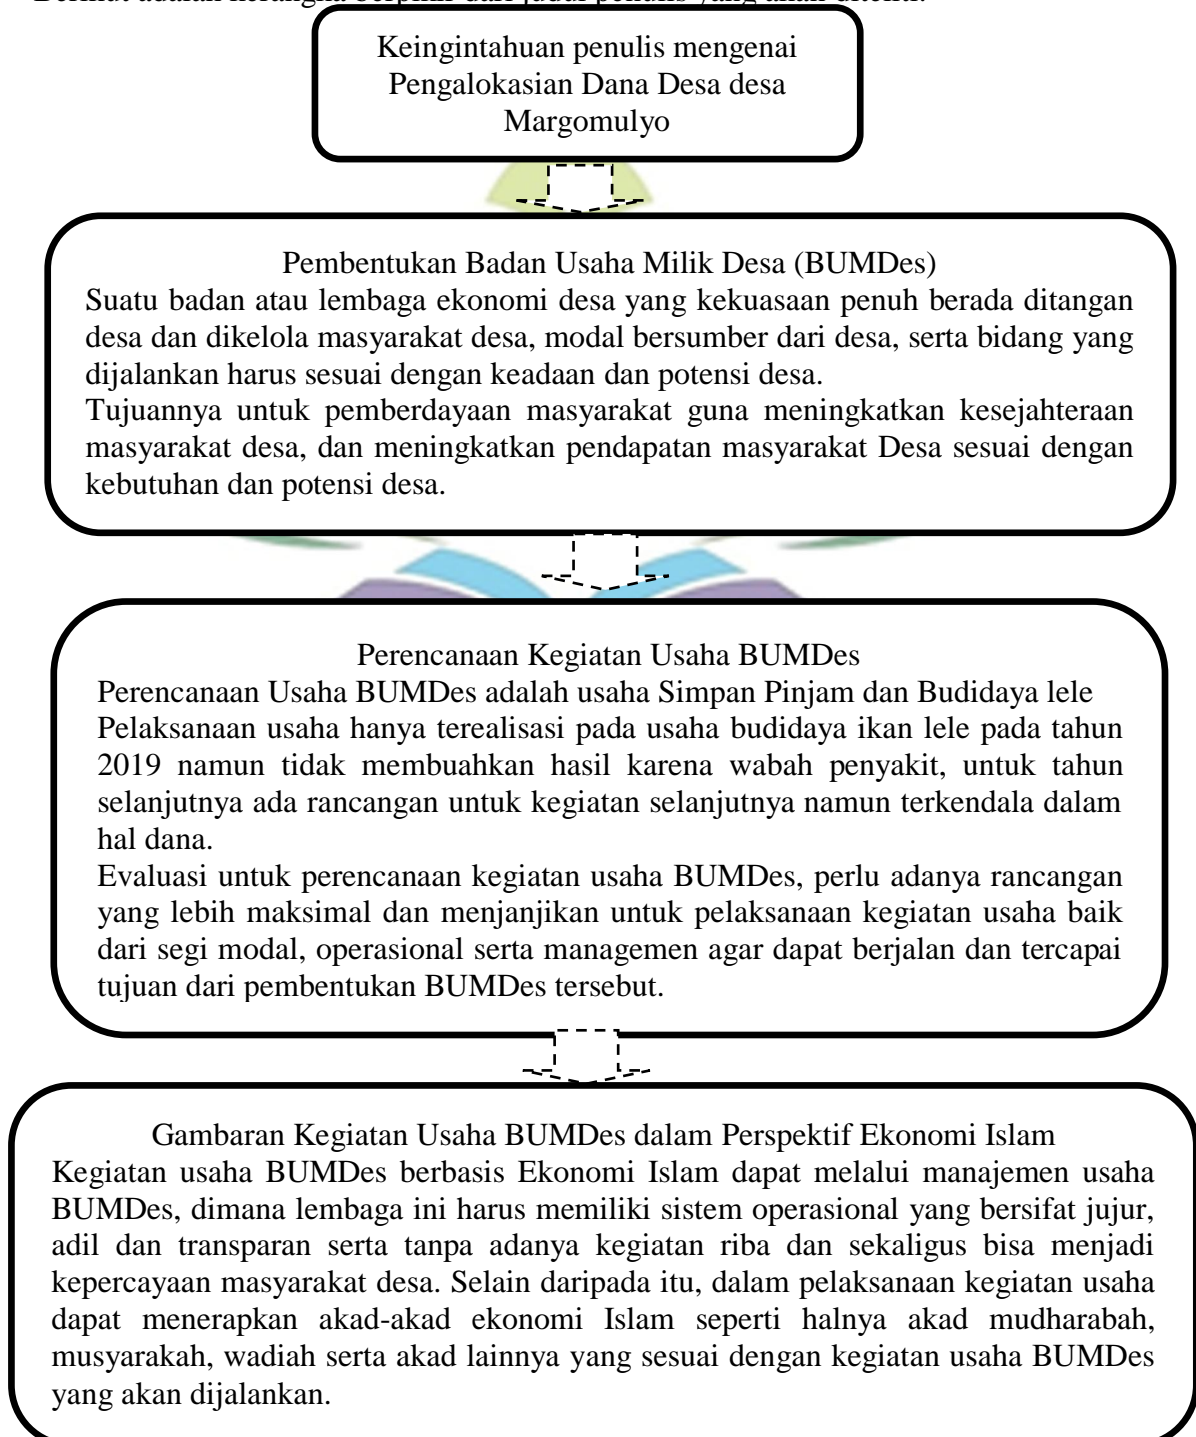 Keingintahuan penulis mengenai
Pengalokasian Dana Desa desa
Margomulyo
Pembentukan Badan Usaha Milik Desa (BUMDes)
Suatu badan atau lembaga ekonomi desa yang kekuasaan penuh berada ditangan
desa dan dikelola masyarakat desa, modal bersumber dari desa, serta bidang yang
dijalankan harus sesuai dengan keadaan dan potensi desa.
Tujuannya untuk pemberdayaan masyarakat guna meningkatkan kesejahteraan
masyarakat desa, dan meningkatkan pendapatan masyarakat Desa sesuai dengan
kebutuhan dan potensi desa.
Perencanaan Kegiatan Usaha BUMDes
Perencanaan Usaha BUMDes adalah usaha Simpan Pinjam dan Budidaya lele
Pelaksanaan usaha hanya terealisasi pada usaha budidaya ikan lele pada tahun
2019 namun tidak membuahkan hasil karena wabah penyakit, untuk tahun
selanjutnya ada rancangan untuk kegiatan selanjutnya namun terkendala dalam
hal dana.
Evaluasi untuk perencanaan kegiatan usaha BUMDes, perlu adanya rancangan
yang lebih maksimal dan menjanjikan untuk pelaksanaan kegiatan usaha baik
dari segi modal, operasional serta managemen agar dapat berjalan dan tercapai
tujuan dari pembentukan BUMDes tersebut.
Gambaran Kegiatan Usaha BUMDes dalam Perspektif Ekonomi Islam
Kegiatan usaha BUMDes berbasis Ekonomi Islam dapat melalui manajemen usaha
BUMDes, dimana lembaga ini harus memiliki sistem operasional yang bersifat jujur,
adil dan transparan serta tanpa adanya kegiatan riba dan sekaligus bisa menjadi
kepercayaan masyarakat desa. Selain daripada itu, dalam pelaksanaan kegiatan usaha
dapat menerapkan akad-akad ekonomi Islam seperti halnya akad mudharabah,
musyarakah, wadiah serta akad lainnya yang sesuai dengan kegiatan usaha BUMDes
yang akan dijalankan.